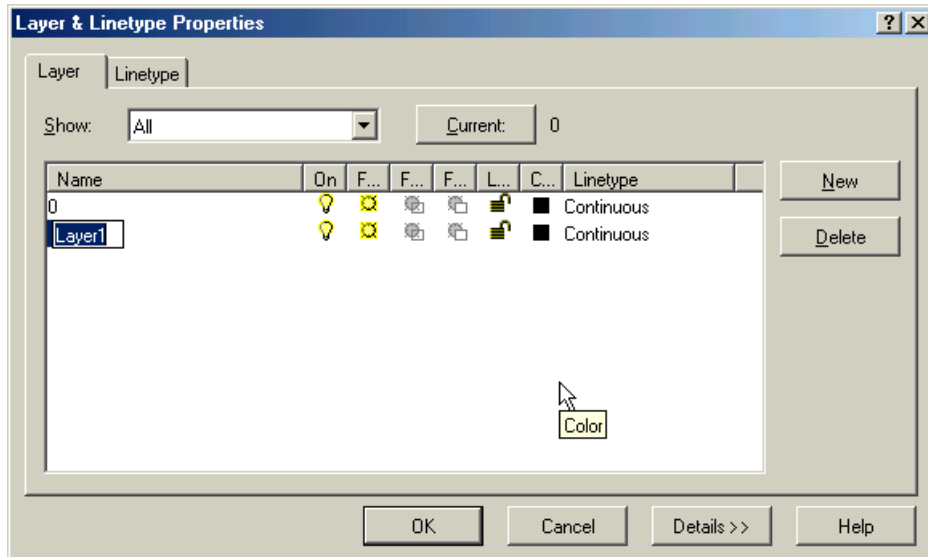 Layer & Linetype Properties
Layer Linetype
Show: All Current: 0
Name On F... F... F... L... C... Linetype New
0 Continuous
Layer1 Continuous Delete
Color
OK Cancel Details >> Help